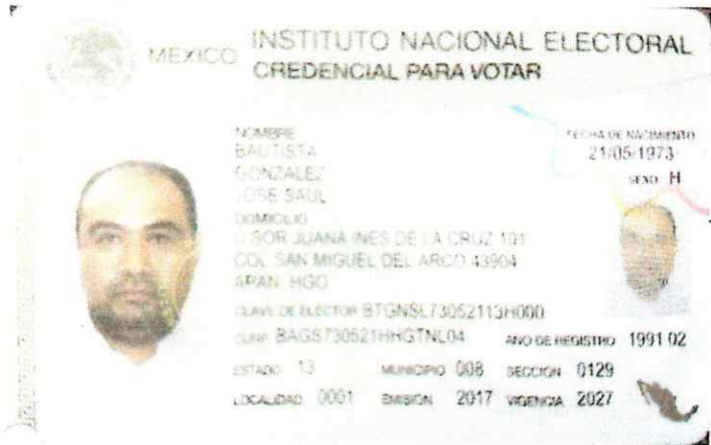 MEXICO
INSTITUTO NACIONAL ELECTORAL
CREDENCIAL PARA VOTAR
NOMBRE
BAUTISTA
GONZALEZ
JOSE SAUL
DOMICILIO
C SOR JUANA INES DE LA CRUZ 101
COL SAN MIGUEL DEL ARCO 43904
APAN, HGO
FECHA DE NACIMIENTO
21/05/1973
SEXO H
CLAVE DE ELECTOR BTGNSL73052113H000
CURP BAGS730521HHGTNL04 AÑO DE REGISTRO 1991 02
ESTADO 13 MUNICIPIO 008 SECCION 0129
LOCALIDAD 0001 EMISION 2017 VIGENCIA 2027